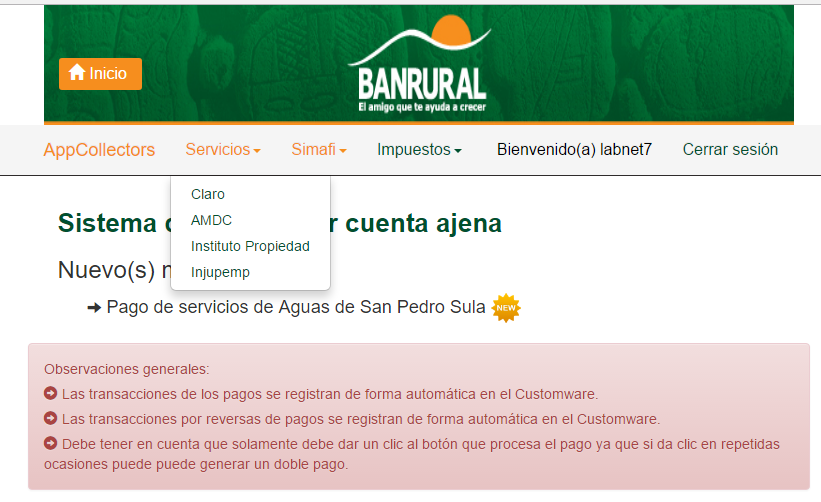 Inicio
BANRURAL
El amigo que te ayuda a crecer
AppCollectors Servicios Simafi Impuestos Bienvenido(a) labnet7 Cerrar sesión
Claro
AMDC
Instituto Propiedad
Injupemp
Sistema r cuenta ajena
Nuevo(s)
Pago de servicios de Aguas de San Pedro Sula NEW
Observaciones generales:
Las transacciones de los pagos se registran de forma automática en el Customware.
Las transacciones por reversas de pagos se registran de forma automática en el Customware.
Debe tener en cuenta que solamente debe dar un clic al botón que procesa el pago ya que si da clic en repetidas
ocasiones puede puede generar un doble pago.